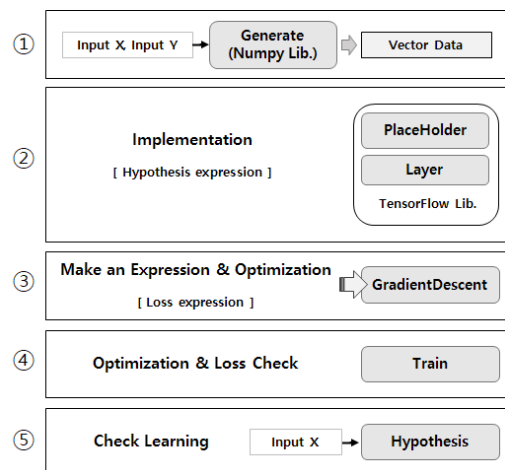 ①
Input X, Input Y
Generate
(Numpy Lib.)
Vector Data
②
Implementation
[ Hypothesis expression ]
PlaceHolder
Layer
TensorFlow Lib.
③
Make an Expression & Optimization
[ Loss expression ]
GradientDescent
④
Optimization & Loss Check
Train
⑤
Check Learning
Input X
Hypothesis